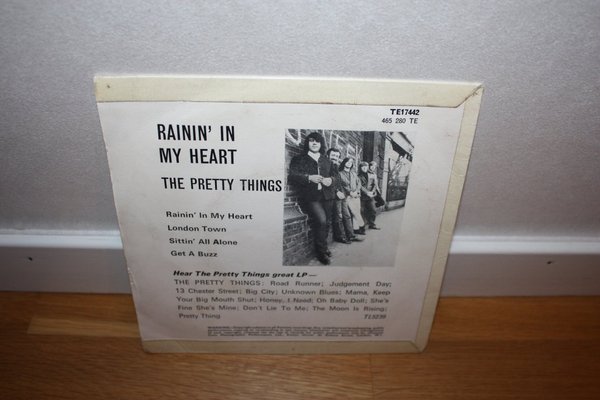 TE17442
465 280 TE
RAININ' IN
MY HEART
THE PRETTY THINGS
Rainin' In My Heart
London Town
Sittin' All Alone
Get A Buzz
Hear The Pretty Things great LP—
THE PRETTY THINGS: Road Runner; Judgement Day;
13 Chester Street; Big City; Unknown Blues; Mama, Keep
Your Big Mouth Shut; Honey, I Need; Oh Baby Doll; She's
Fine She's Mine; Don't Lie To Me; The Moon Is Rising;
Pretty Thing TL5239